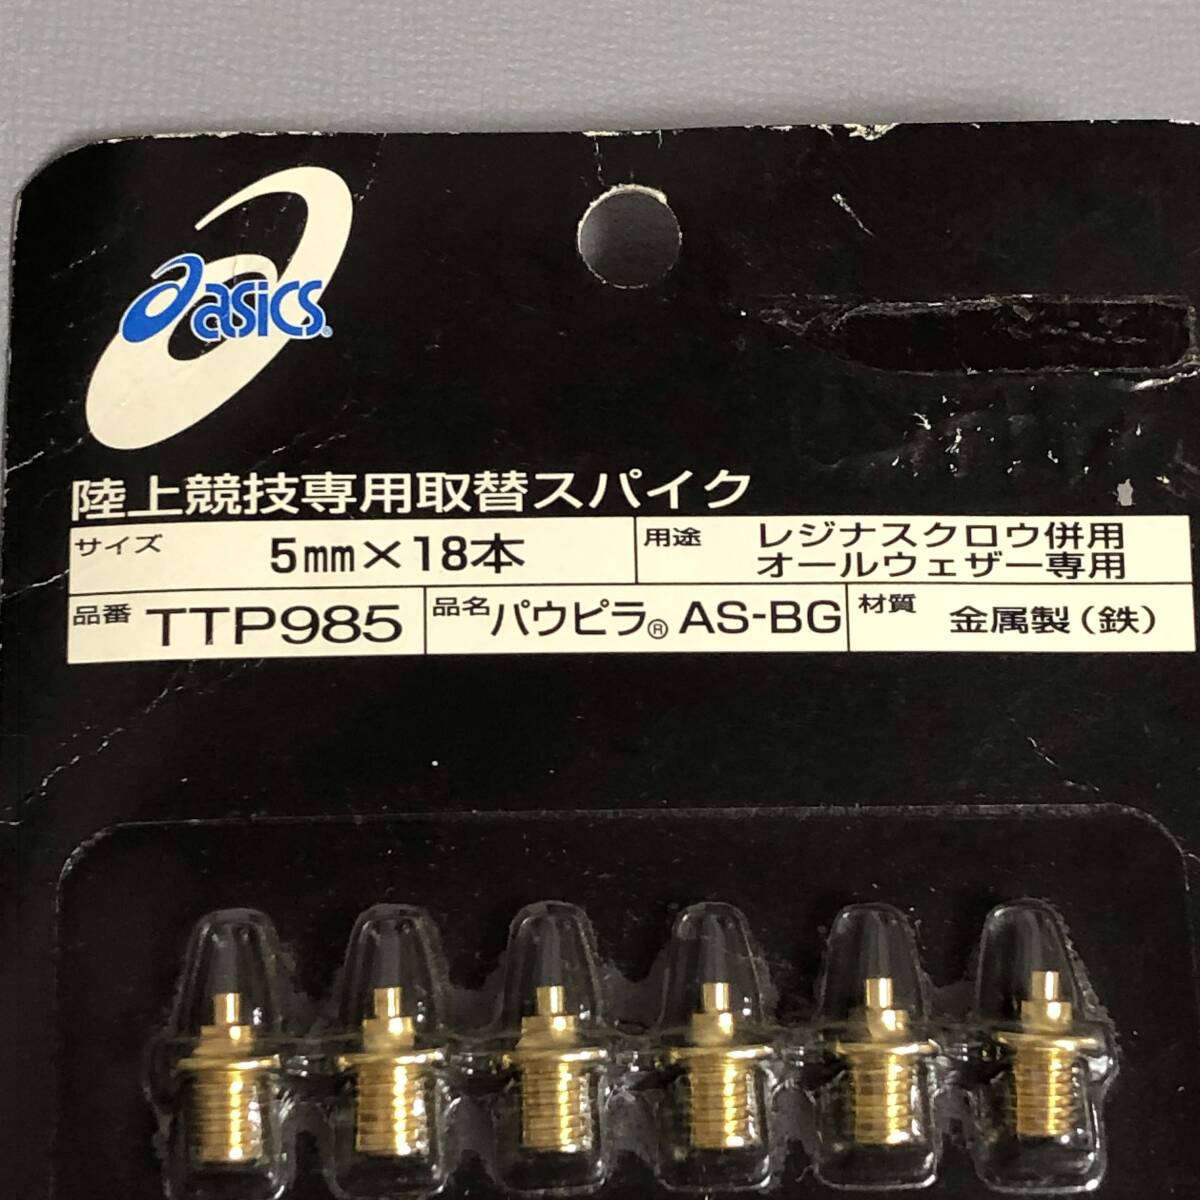 asics®
陸上競技専用取替スパイク
サイズ 5mm×18本 用途 レジナスクロウ併用
オールウェザー専用
品番 TTP985 品名 パウピラ® AS-BG 材質 金属製(鉄)